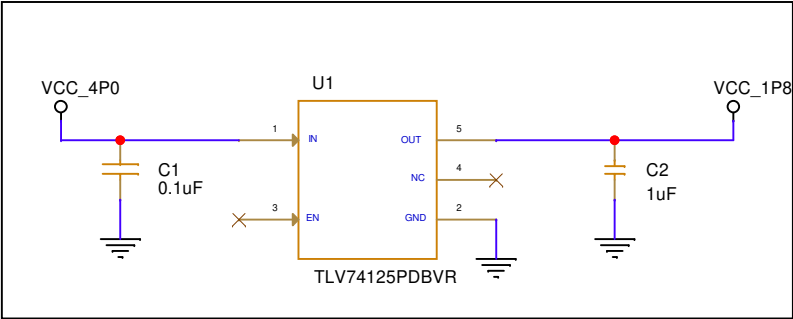 VCC_4P0
U1
VCC_1P8
1
IN
OUT
5
C1
0.1uF
NC
4
C2
1uF
3
EN
GND
2
TLV74125PDBVR